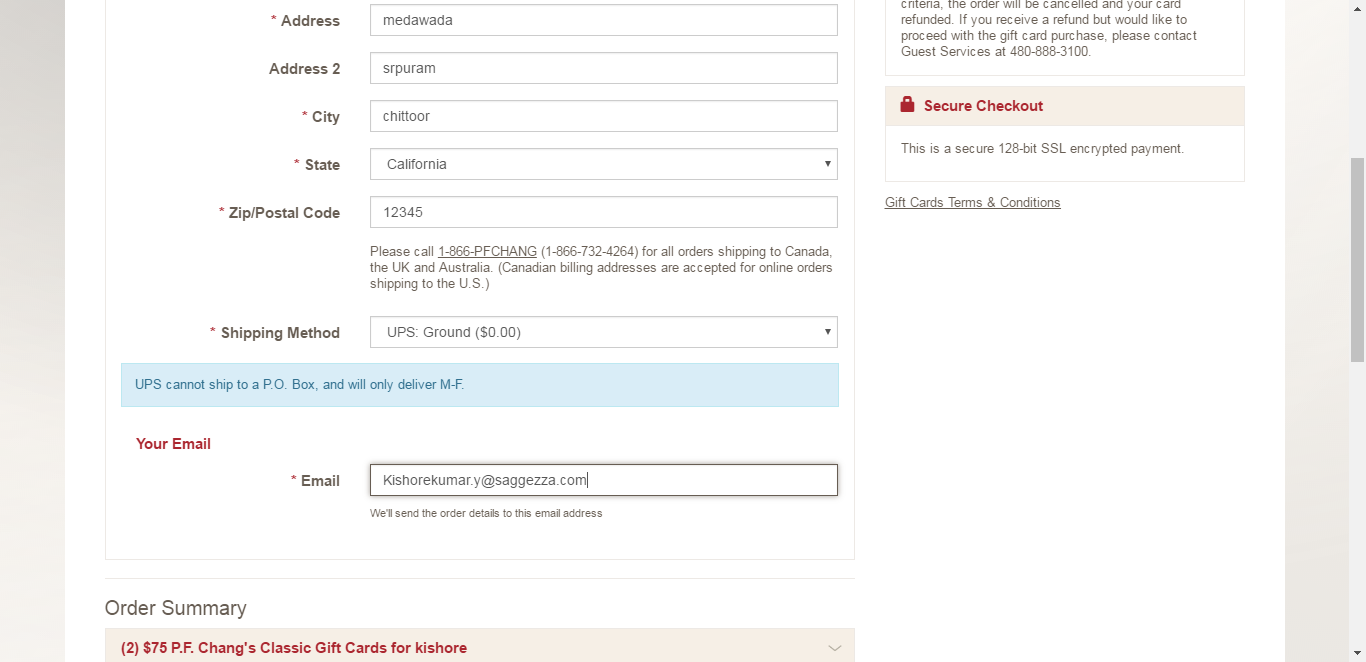 * Address
medawada
Address 2
srpuram
* City
chittoor
* State
California
* Zip/Postal Code
12345
Please call 1-866-PFCHANG (1-866-732-4264) for all orders shipping to Canada,
the UK and Australia. (Canadian billing addresses are accepted for online orders
shipping to the U.S.)
* Shipping Method
UPS: Ground ($0.00)
UPS cannot ship to a P.O. Box, and will only deliver M-F.
Your Email
* Email
Kishorekumar.y@saggezza.com
We'll send the order details to this email address
Order Summary
(2) $75 P.F. Chang's Classic Gift Cards for kishore
criteria, the order will be cancelled and your card
refunded. If you receive a refund but would like to
proceed with the gift card purchase, please contact
Guest Services at 480-888-3100.
Secure Checkout
This is a secure 128-bit SSL encrypted payment.
Gift Cards Terms & Conditions